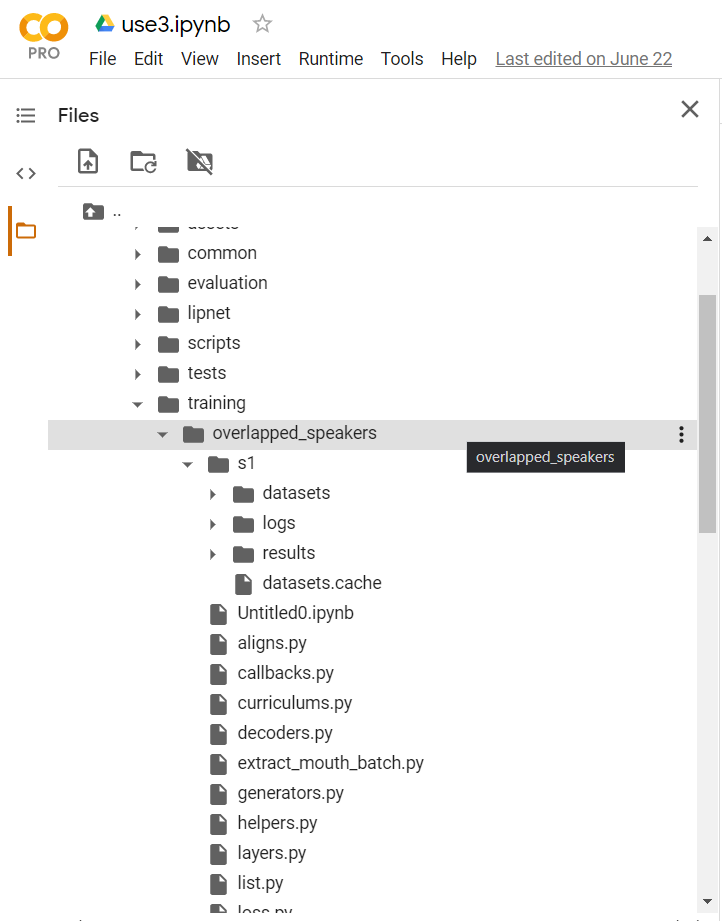 use3.ipynb
PRO
File Edit View Insert Runtime Tools Help Last edited on June 22
Files
..
assets
common
evaluation
lipnet
scripts
tests
training
overlapped_speakers
overlapped_speakers
s1
datasets
logs
results
datasets.cache
Untitled0.ipynb
aligns.py
callbacks.py
curriculums.py
decoders.py
extract_mouth_batch.py
generators.py
helpers.py
layers.py
list.py
loss.py